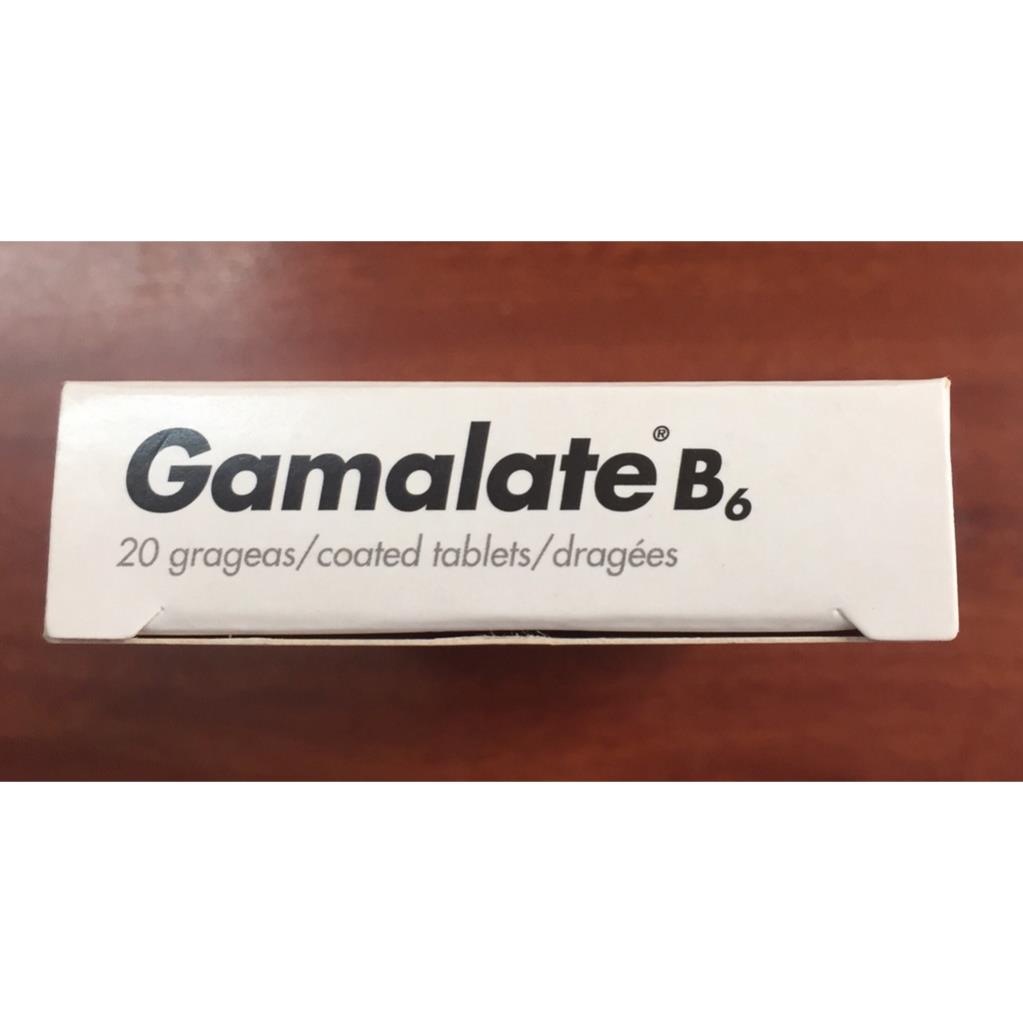 Gamalate® B₆
20 grageas/coated tablets/dragées